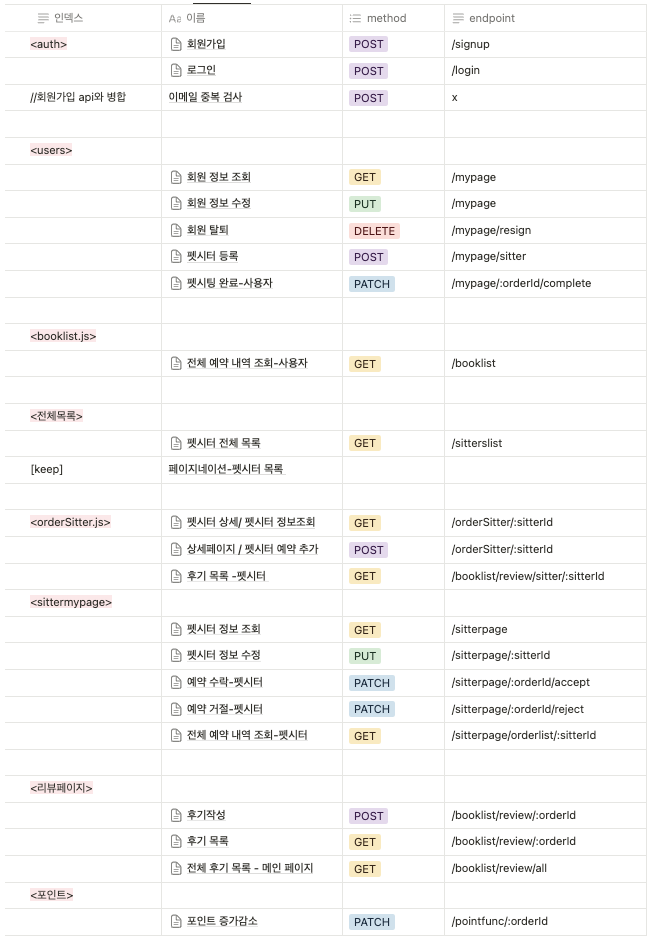 인덱스 Aa 이름 method endpoint
<auth> 회원가입 POST /signup
로그인 POST /login
//회원가입 api와 병합 이메일 중복 검사 POST x
<users>
회원 정보 조회 GET /mypage
회원 정보 수정 PUT /mypage
회원 탈퇴 DELETE /mypage/resign
펫시터 등록 POST /mypage/sitter
펫시팅 완료-사용자 PATCH /mypage/:orderId/complete
<booklist.js>
전체 예약 내역 조회-사용자 GET /booklist
<전체목록>
펫시터 전체 목록 GET /sitterslist
[keep] 페이지네이션-펫시터 목록
<orderSitter.js> 펫시터 상세/ 펫시터 정보조회 GET /orderSitter/:sitterId
상세페이지 / 펫시터 예약 추가 POST /orderSitter/:sitterId
후기 목록 -펫시터 GET /booklist/review/sitter/:sitterId
<sittermypage>
펫시터 정보 조회 GET /sitterpage
펫시터 정보 수정 PUT /sitterpage/:sitterId
예약 수락-펫시터 PATCH /sitterpage/:orderId/accept
예약 거절-펫시터 PATCH /sitterpage/:orderId/reject
전체 예약 내역 조회-펫시터 GET /sitterpage/orderlist/:sitterId
<리뷰페이지>
후기작성 POST /booklist/review/:orderId
후기 목록 GET /booklist/review/:orderId
전체 후기 목록 - 메인 페이지 GET /booklist/review/all
<포인트>
포인트 증가감소 PATCH /pointfunc/:orderId